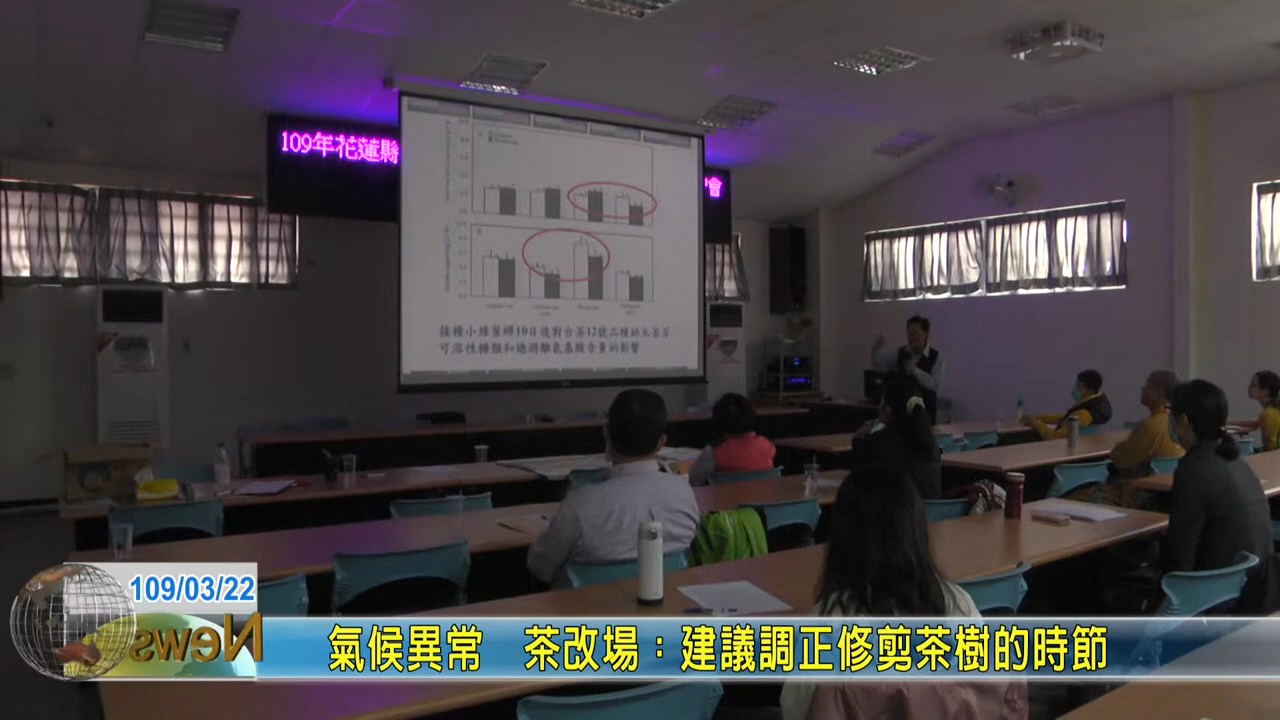 109年花蓮縣
會
接種小綠葉蟬10日後對台茶12號品種幼木茶芽
可溶性糖類和總游離氨基酸含量的影響
109/03/22
News
氣候異常 茶改場：建議調正修剪茶樹的時節